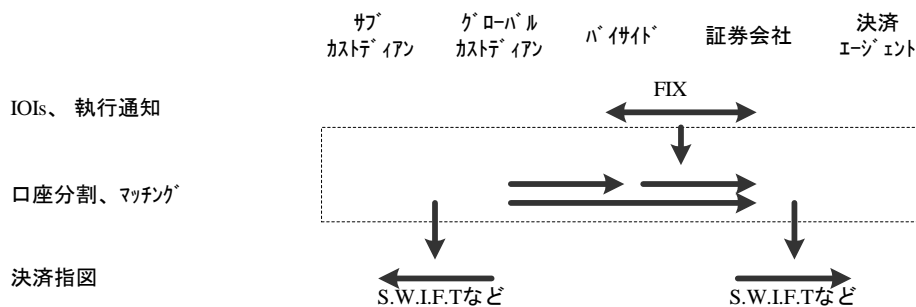 ｻﾌﾞ
ｶｽﾄﾃﾞｨｱﾝ
ｸﾞﾛｰﾊﾞﾙ
ｶｽﾄﾃﾞｨｱﾝ
ﾊﾞｲｻｲﾄﾞ
証券会社
決済
ｴｰｼﾞｪﾝﾄ
FIX
IOIs、 執行通知
口座分割、ﾏｯﾁﾝｸﾞ
決済指図
S.W.I.F.Tなど
S.W.I.F.Tなど